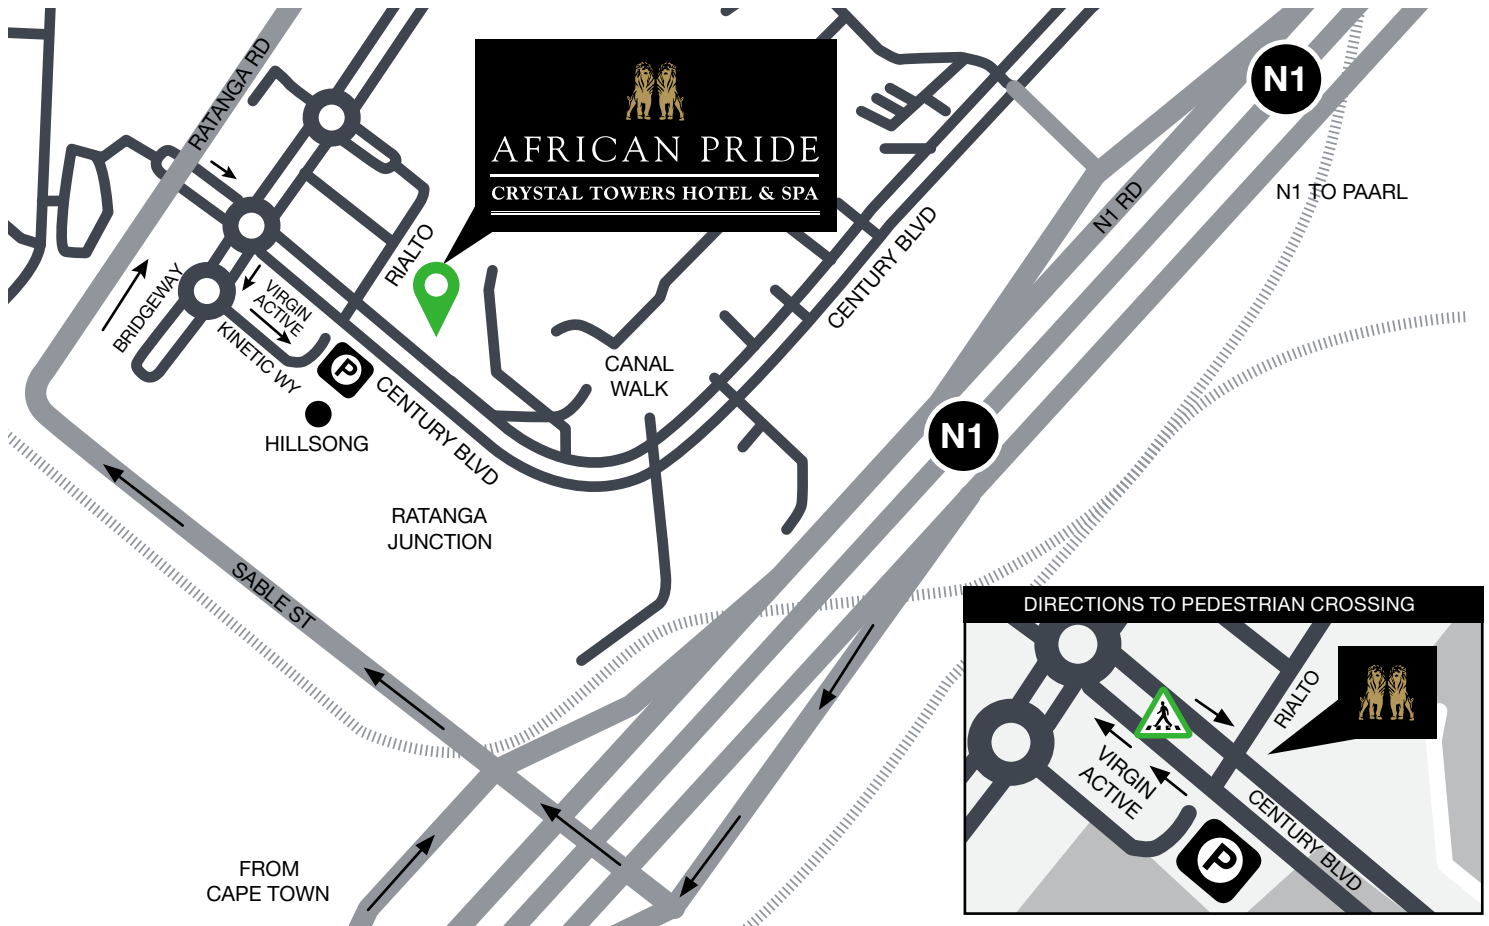 RATANGA RD
N1
AFRICAN PRIDE
CRYSTAL TOWERS HOTEL & SPA
N1 TO PAARL
N1 RD
RIALTO
CENTURY BLVD
BRIDGEWAY
VIRGIN
ACTIVE
KINETIC WY
P
CANAL
WALK
CENTURY BLVD
HILLSONG
N1
RATANGA
JUNCTION
SABLE ST
FROM
CAPE TOWN
DIRECTIONS TO PEDESTRIAN CROSSING
RIALTO
VIRGIN
ACTIVE
CENTURY BLVD
P